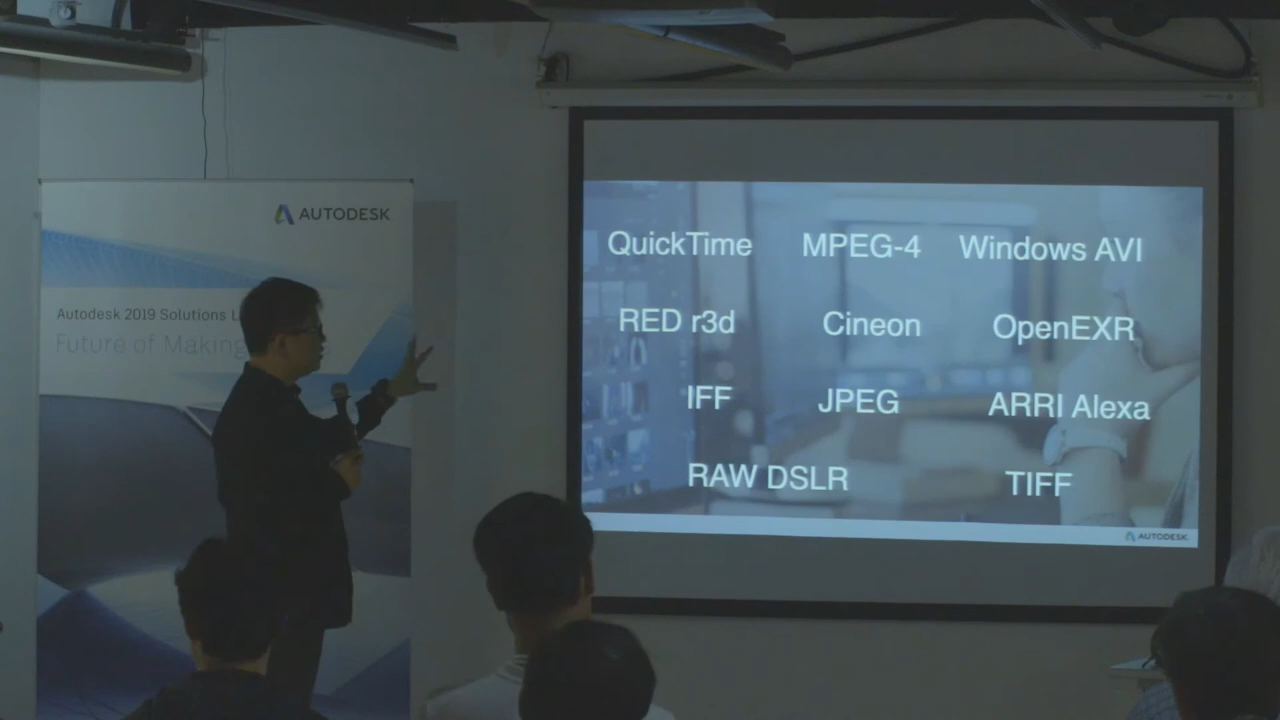 AUTODESK
Autodesk 2019 Solutions
Future of Making
QuickTime MPEG-4 Windows AVI
RED r3d Cineon OpenEXR
IFF JPEG ARRI Alexa
RAW DSLR TIFF
AUTODESK